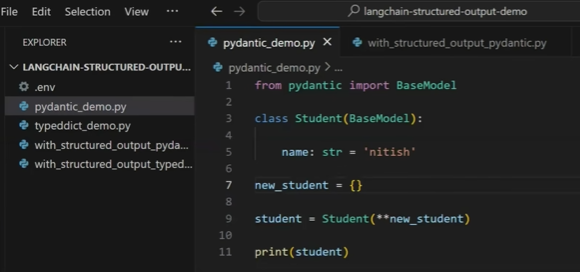 File Edit Selection View ... langchain-structured-output-demo
EXPLORER ...
pydantic_demo.py with_structured_output_pydantic.py
LANGCHAIN-STRUCTURED-OUTPU...
pydantic_demo.py > ...
.env
pydantic_demo.py
typeddict_demo.py
with_structured_output_pyda...
with_structured_output_typed...
1 from pydantic import BaseModel
2
3 class Student(BaseModel):
4
5 name: str = 'nitish'
6
7 new_student = {}
8
9 student = Student(**new_student)
10
11 print(student)